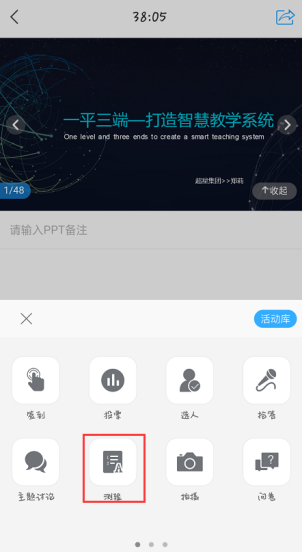 38:05
一平三端—打造智慧教学系统
One level and three ends to create a smart teaching system
超星集团>>郑莉
1/48
收起
请输入PPT备注
活动库
签到
投票
选人
抢答
主题讨论
测验
拍摄
问卷